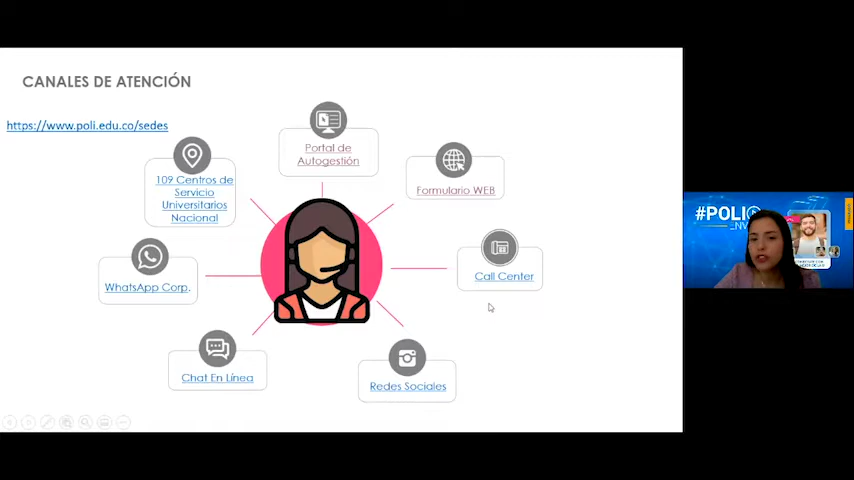 CANALES DE ATENCIÓN
https://www.poli.edu.co/sedes
Portal de
Autogestión
109 Centros de
Servicio
Universitarios
Nacional
Formulario WEB
WhatsApp Corp.
Call Center
Chat En Línea
Redes Sociales
#POLI